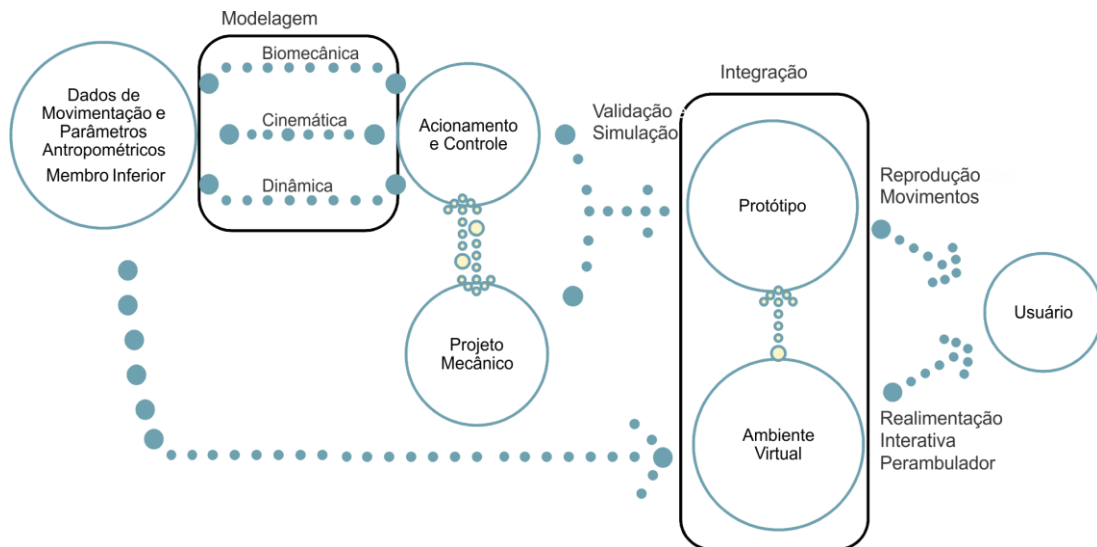 Modelagem
Biomecânica
Cinemática
Dinâmica
Dados de
Movimentação e
Parâmetros
Antropométricos
Membro Inferior
Acionamento
e Controle
Projeto
Mecânico
Validação
Simulação
Integração
Protótipo
Ambiente
Virtual
Reprodução
Movimentos
Realimentação
Interativa
Perambulador
Usuário